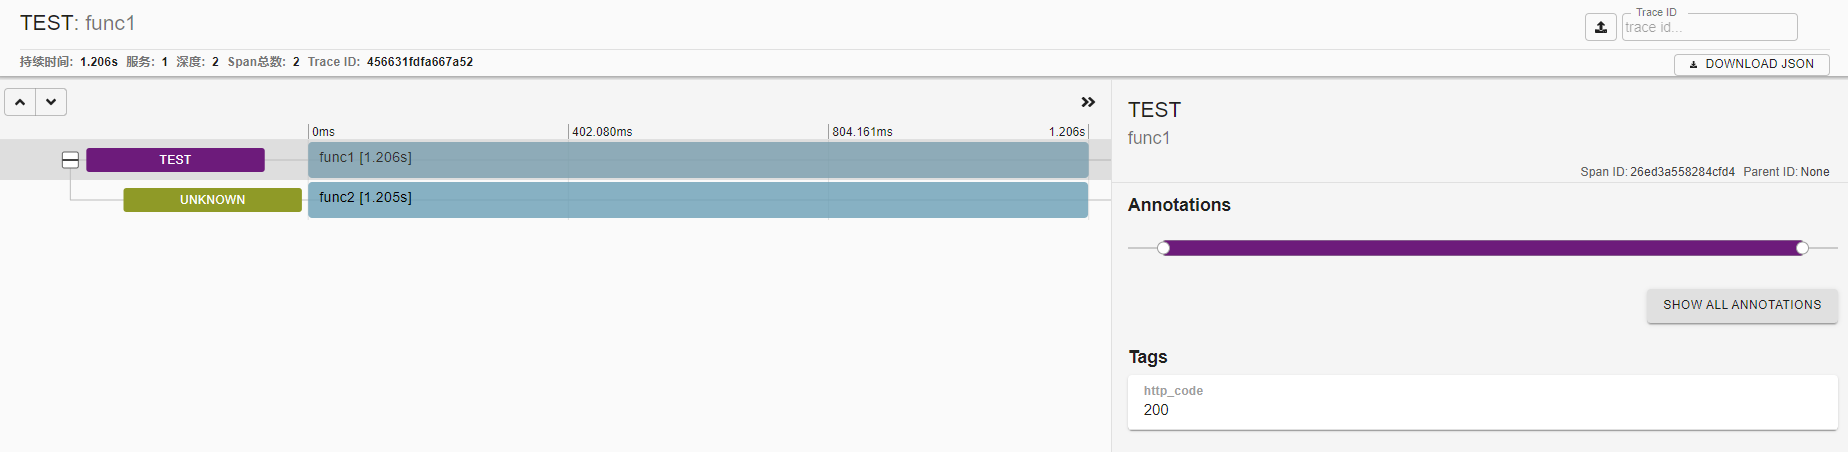 TEST: func1
Trace ID
trace id...
持续时间: 1.206s 服务: 1 深度: 2 Span总数: 2 Trace ID: 456631fdfa667a52
DOWNLOAD JSON
0ms 402.080ms 804.161ms 1.206s
TEST func1 [1.206s]
UNKNOWN func2 [1.205s]
TEST
func1
Span ID: 26ed3a558284cfd4 Parent ID: None
Annotations
SHOW ALL ANNOTATIONS
Tags
http_code
200